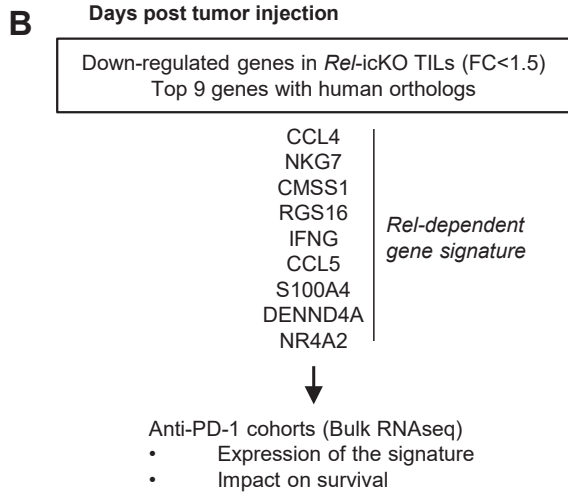 Days post tumor injection
B
Down-regulated genes in Rel-icKO TILs (FC<1.5)
Top 9 genes with human orthologs
CCL4
NKG7
CMSS1
RGS16
IFNG
CCL5
S100A4
DENND4A
NR4A2
Rel-dependent
gene signature
Anti-PD-1 cohorts (Bulk RNAseq)
• Expression of the signature
• Impact on survival